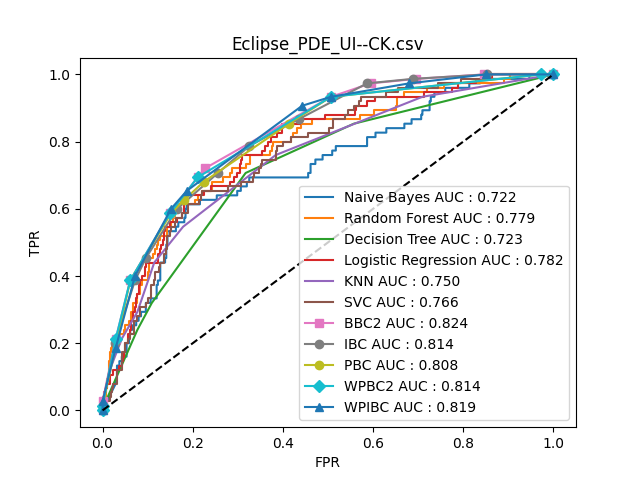 Eclipse_PDE_UI--CK.csv
TPR
1.0
0.8
0.6
0.4
0.2
0.0
Naive Bayes AUC : 0.722
Random Forest AUC : 0.779
Decision Tree AUC : 0.723
Logistic Regression AUC : 0.782
KNN AUC : 0.750
SVC AUC : 0.766
BBC2 AUC : 0.824
IBC AUC : 0.814
PBC AUC : 0.808
WPBC2 AUC : 0.814
WPIBC AUC : 0.819
0.0 0.2 0.4 0.6 0.8 1.0
FPR